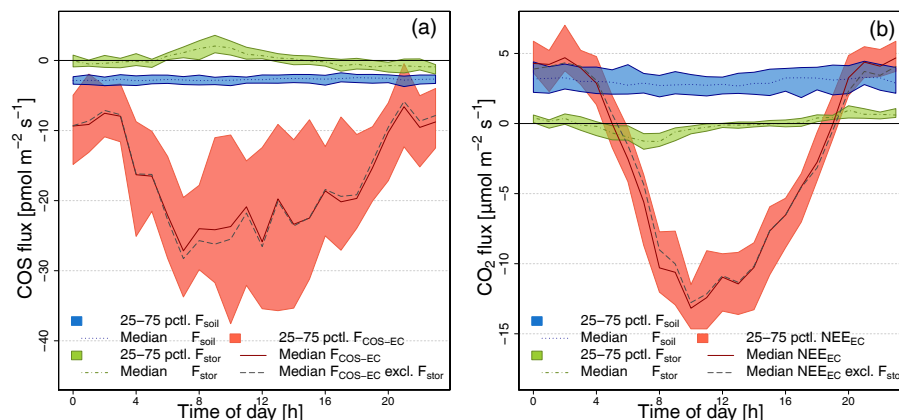 (a)
COS flux [pmol m⁻² s⁻¹]
0
−10
−20
−30
−40
25−75 pctl. F_soil
Median F_soil
25−75 pctl. F_COS−EC
25−75 pctl. F_stor
Median F_COS−EC
Median F_stor
Median F_COS−EC excl. F_stor
0 4 8 12 16 20
Time of day [h]
(b)
CO₂ flux [µmol m⁻² s⁻¹]
5
0
−5
−10
−15
25−75 pctl. F_soil
Median F_soil
25−75 pctl. NEE_EC
25−75 pctl. F_stor
Median NEE_EC
Median F_stor
Median NEE_EC excl. F_sto
0 4 8 12 16 20
Time of day [h]